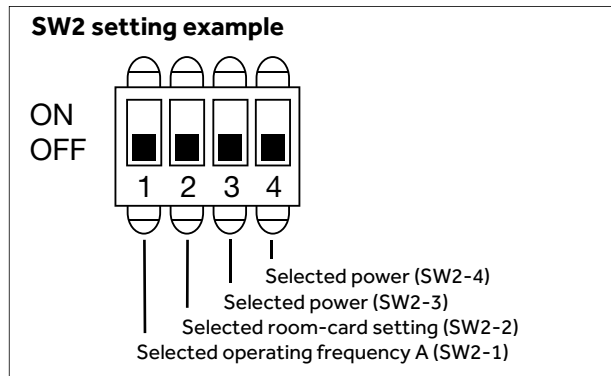 SW2 setting example
ON
OFF
1 2 3 4
Selected power (SW2-4)
Selected power (SW2-3)
Selected room-card setting (SW2-2)
Selected operating frequency A (SW2-1)